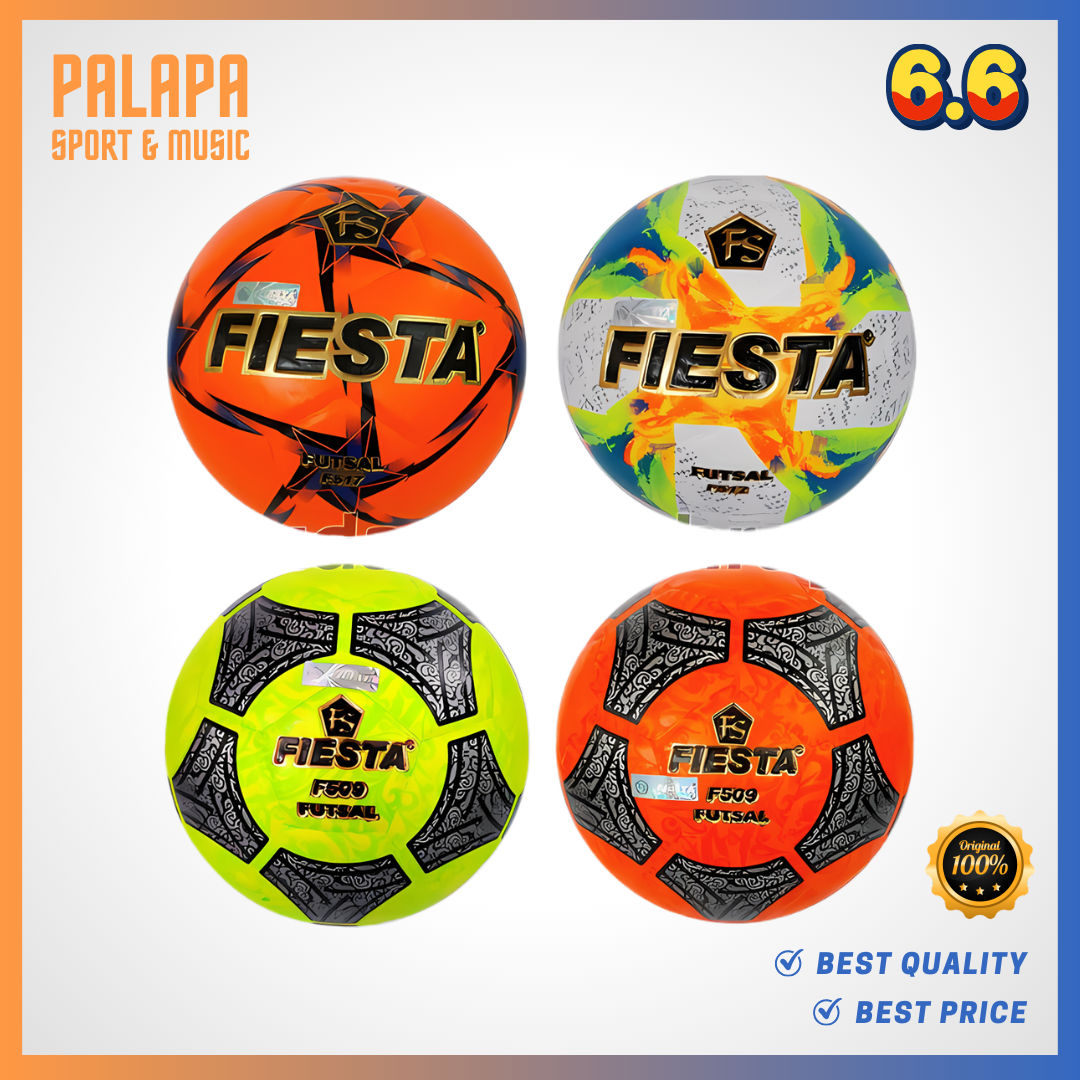 PALAPA
SPORT & MUSIC
6.6
FS
FIESTA
FUTSAL
F517
FS
FIESTA
FUTSAL
FS
FIESTA
F509
FUTSAL
FS
FIESTA
F509
FUTSAL
Original
100%
BEST QUALITY
BEST PRICE